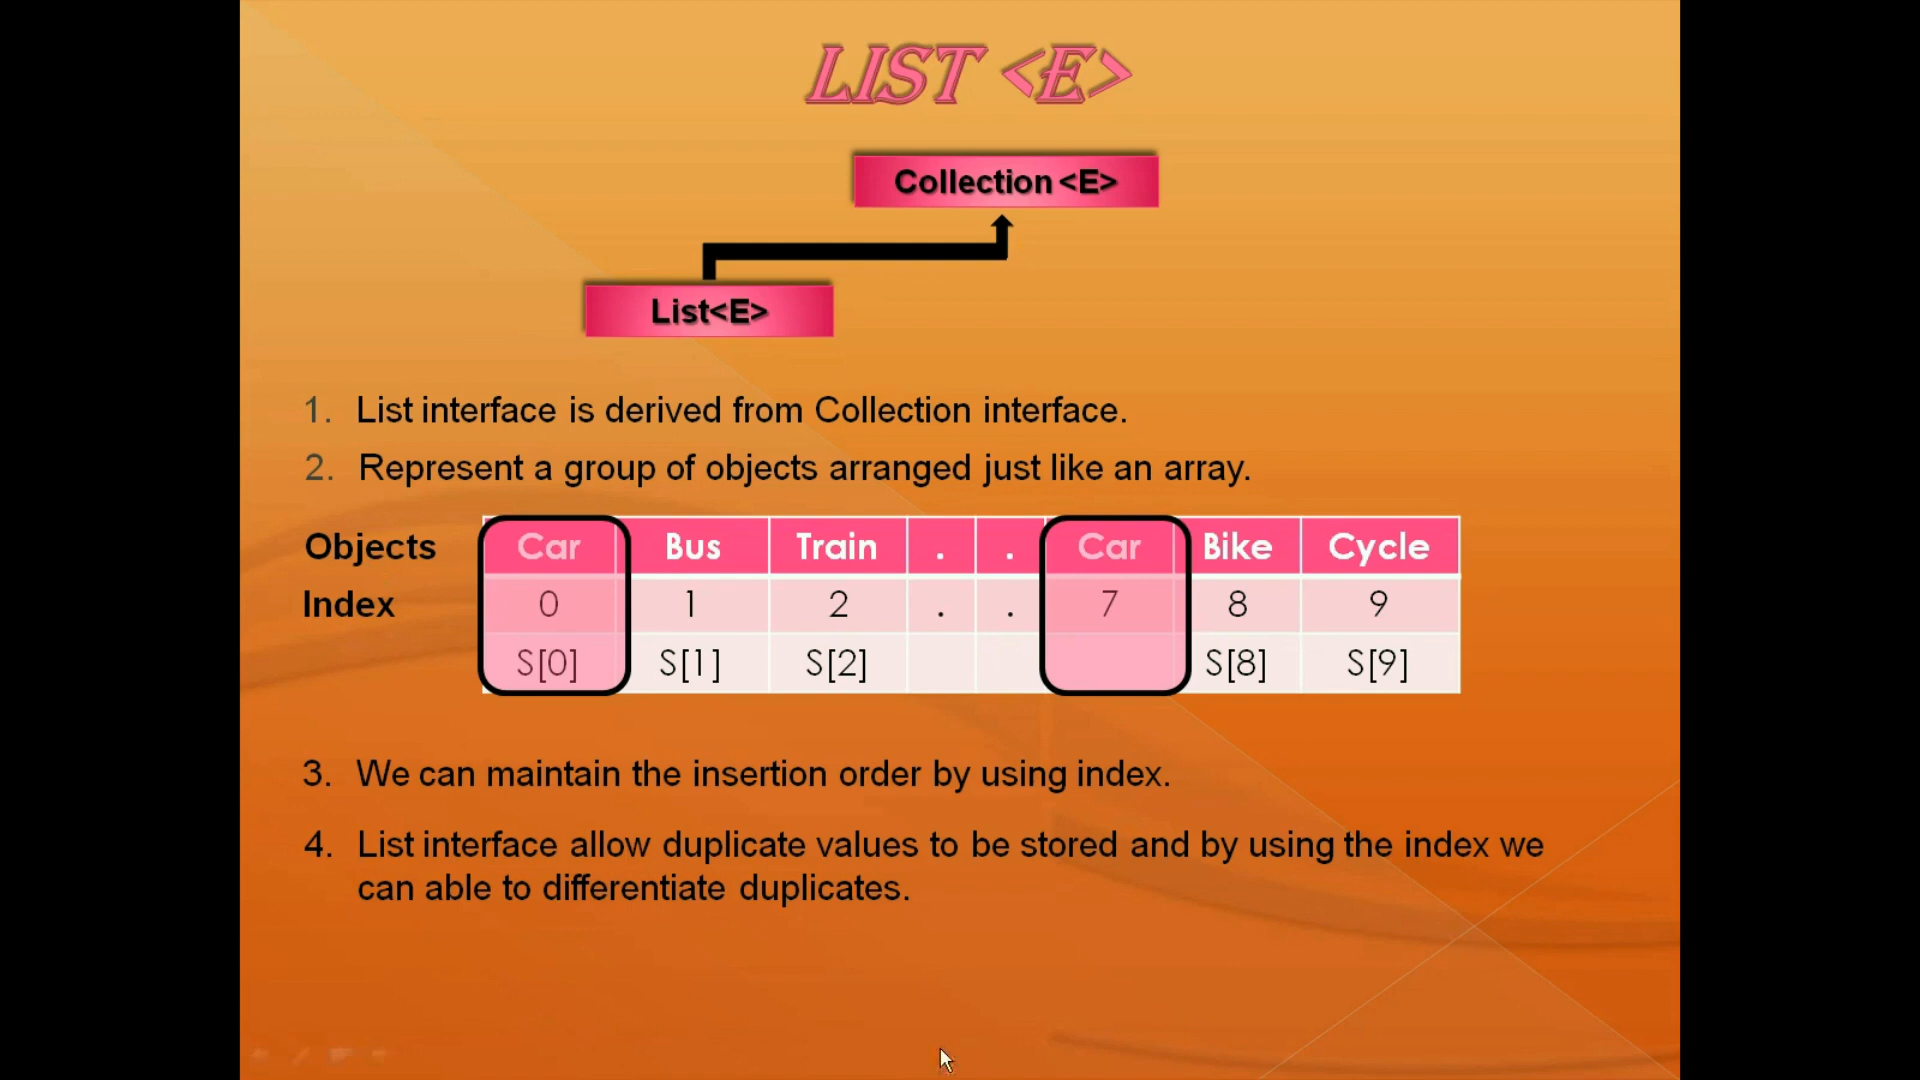 LIST <E>
Collection <E>
List<E>
1. List interface is derived from Collection interface.
2. Represent a group of objects arranged just like an array.
Objects Car Bus Train . . Car Bike Cycle
Index 0 1 2 . . 7 8 9
S[0] S[1] S[2] S[8] S[9]
3. We can maintain the insertion order by using index.
4. List interface allow duplicate values to be stored and by using the index we
can able to differentiate duplicates.